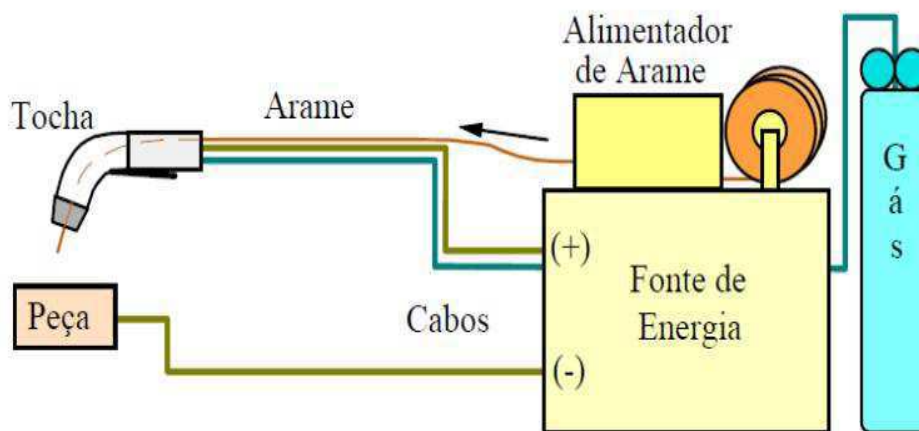 Alimentador
de Arame
Arame
Tocha
G
á
s
(+)
Fonte de
Energia
Peça
Cabos
(-)